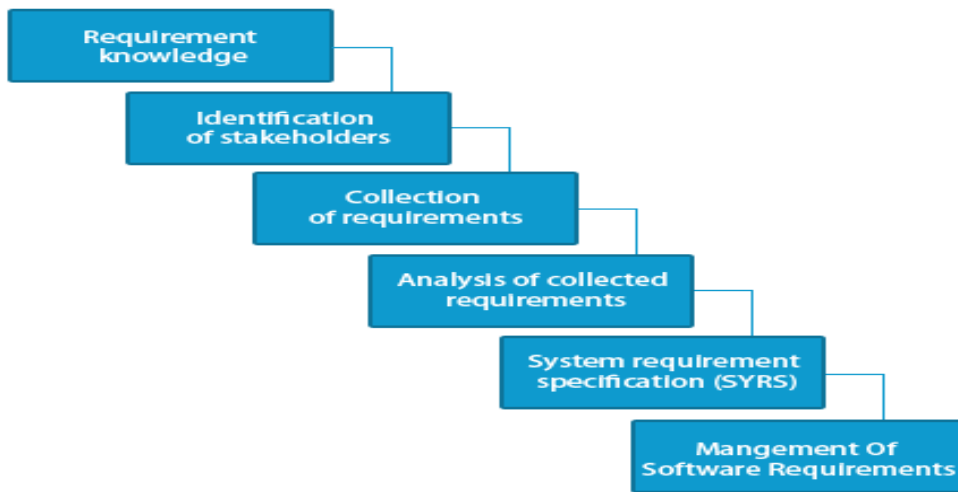 Requirement
knowledge
Identification
of stakeholders
Collection
of requirements
Analysis of collected
requirements
System requirement
specification (SYRS)
Mangement Of
Software Requirements